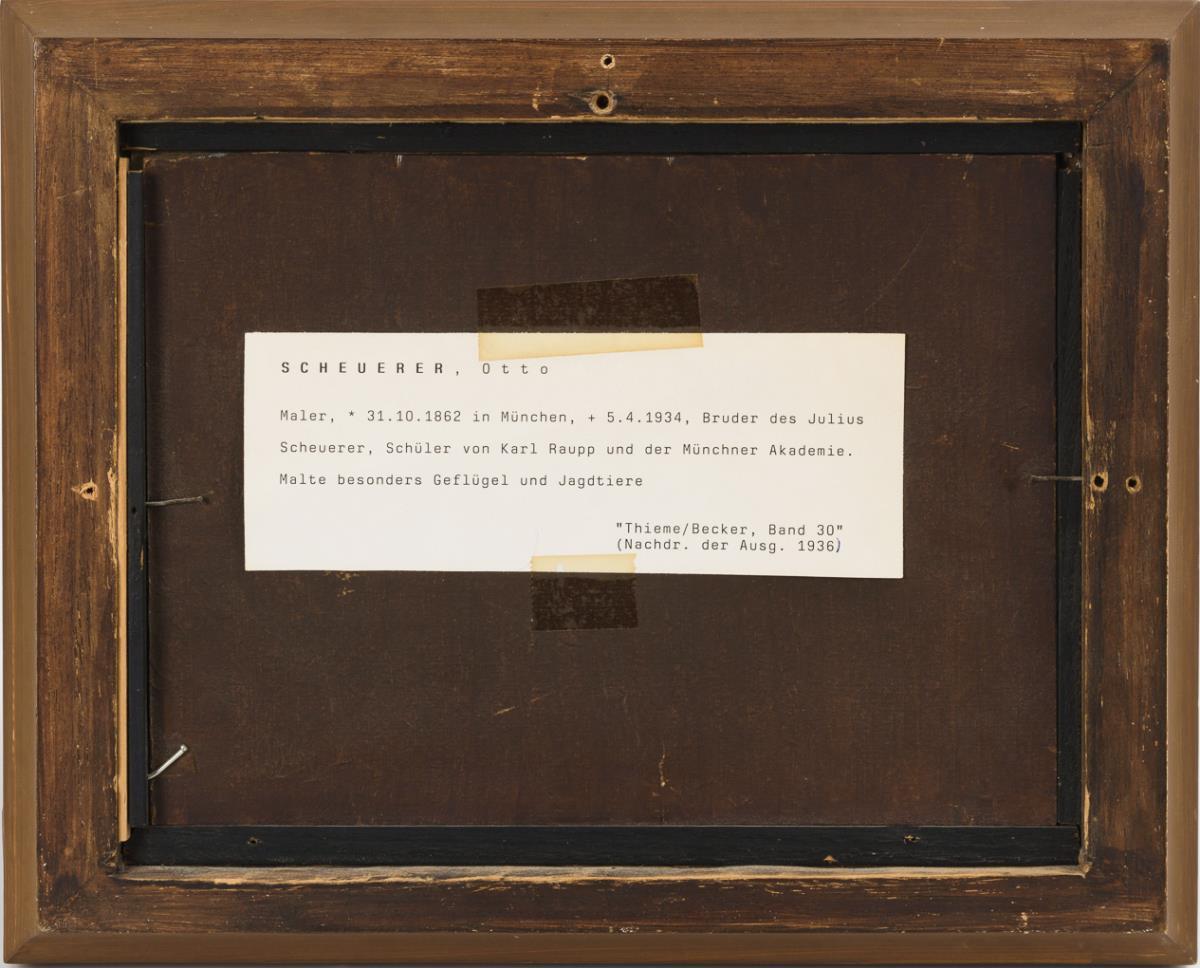 SCHEUERER, Otto
Maler, * 31.10.1862 in München, + 5.4.1934, Bruder des Julius
Scheuerer, Schüler von Karl Raupp und der Münchner Akademie.
Malte besonders Geflügel und Jagdtiere
"Thieme/Becker, Band 30"
(Nachdr. der Ausg. 1936)